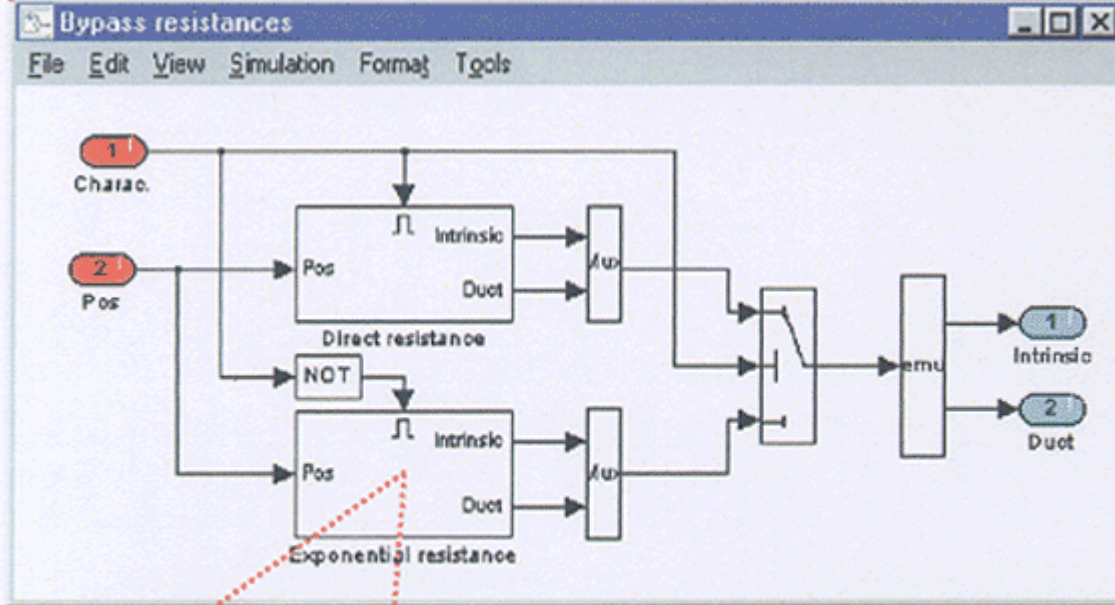 Bypass resistances
File Edit View Simulation Format Tools
1
Charac.
2
Pos
Pos
Intrinsic
Duct
Direct resistance
NOT
Pos
Intrinsic
Duct
Exponential resistance
emu
1
Intrinsic
2
Duct